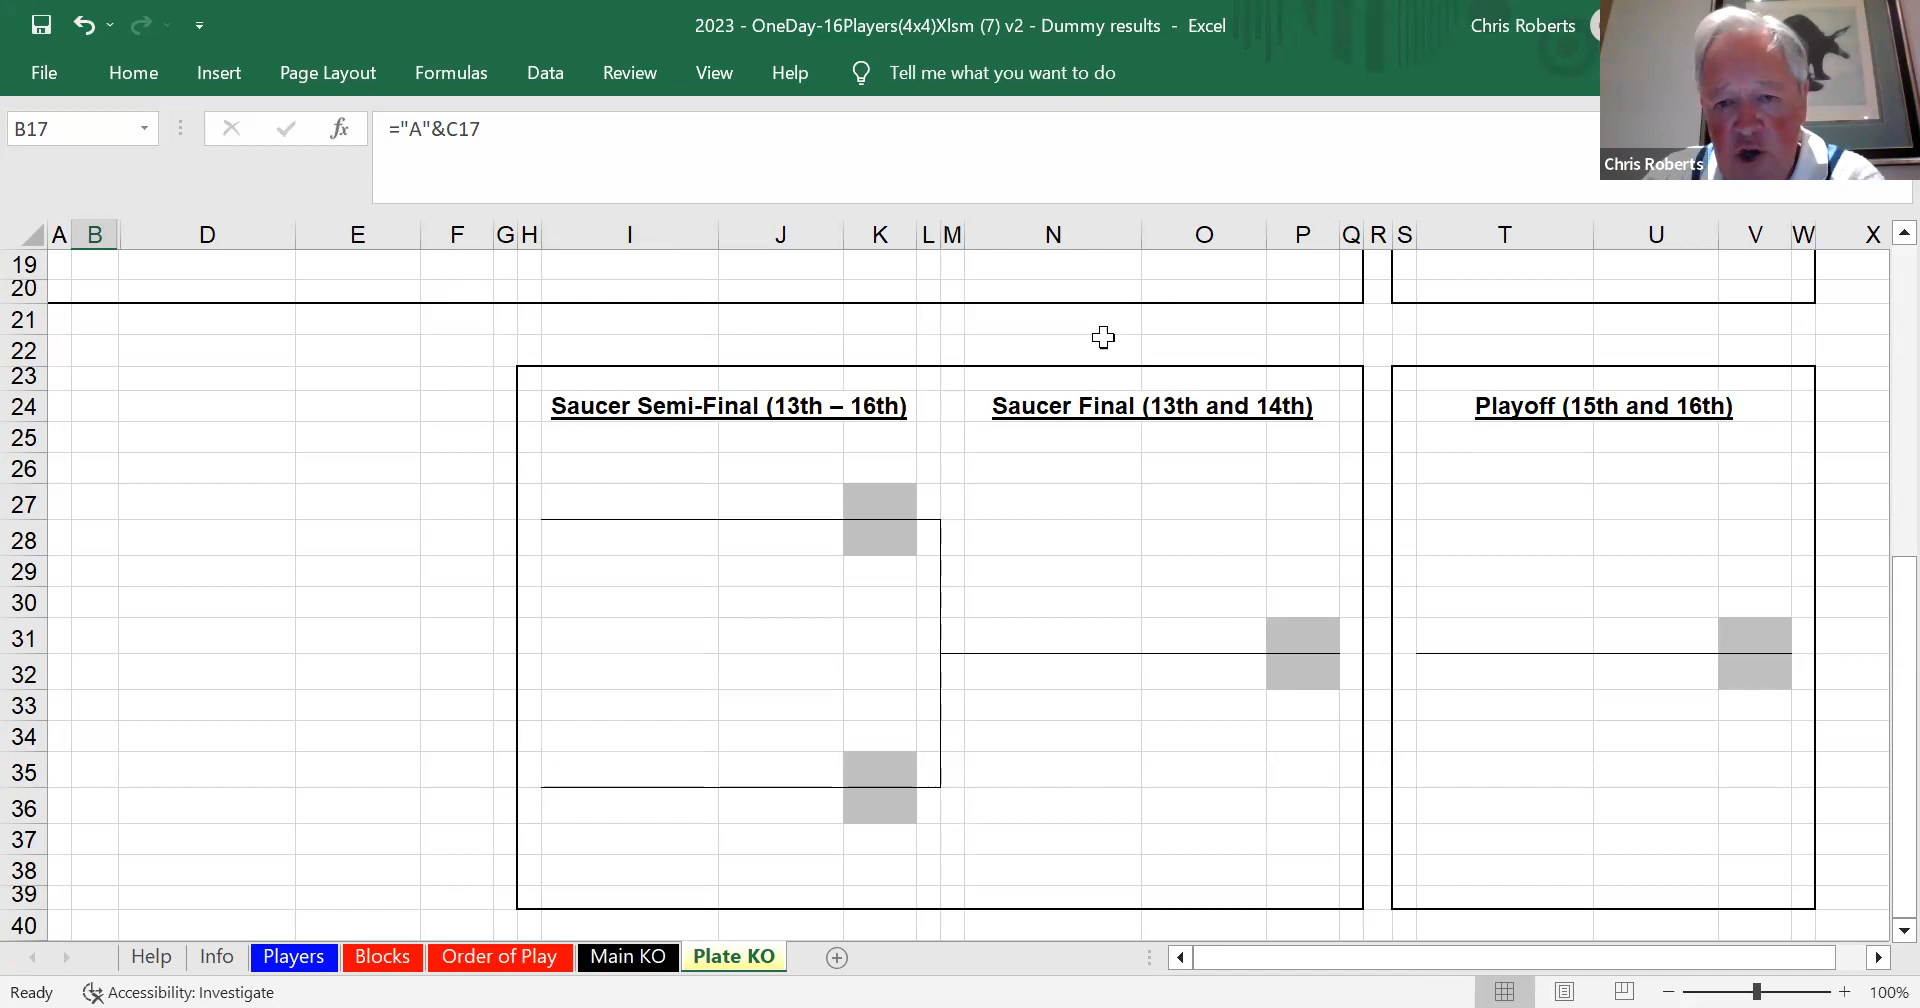 2023 - OneDay-16Players(4x4)Xlsm (7) v2 - Dummy results - Excel
Chris Roberts
File Home Insert Page Layout Formulas Data Review View Help Tell me what you want to do
B17 fx ="A"&C17
Chris Roberts
A B D E F G H I J K L M N O P Q R S T U V W X
19
20
21
22
23
24 Saucer Semi-Final (13th – 16th) Saucer Final (13th and 14th) Playoff (15th and 16th)
25
26
27
28
29
30
31
32
33
34
35
36
37
38
39
40
Help Info Players Blocks Order of Play Main KO Plate KO
Ready Accessibility: Investigate 100%